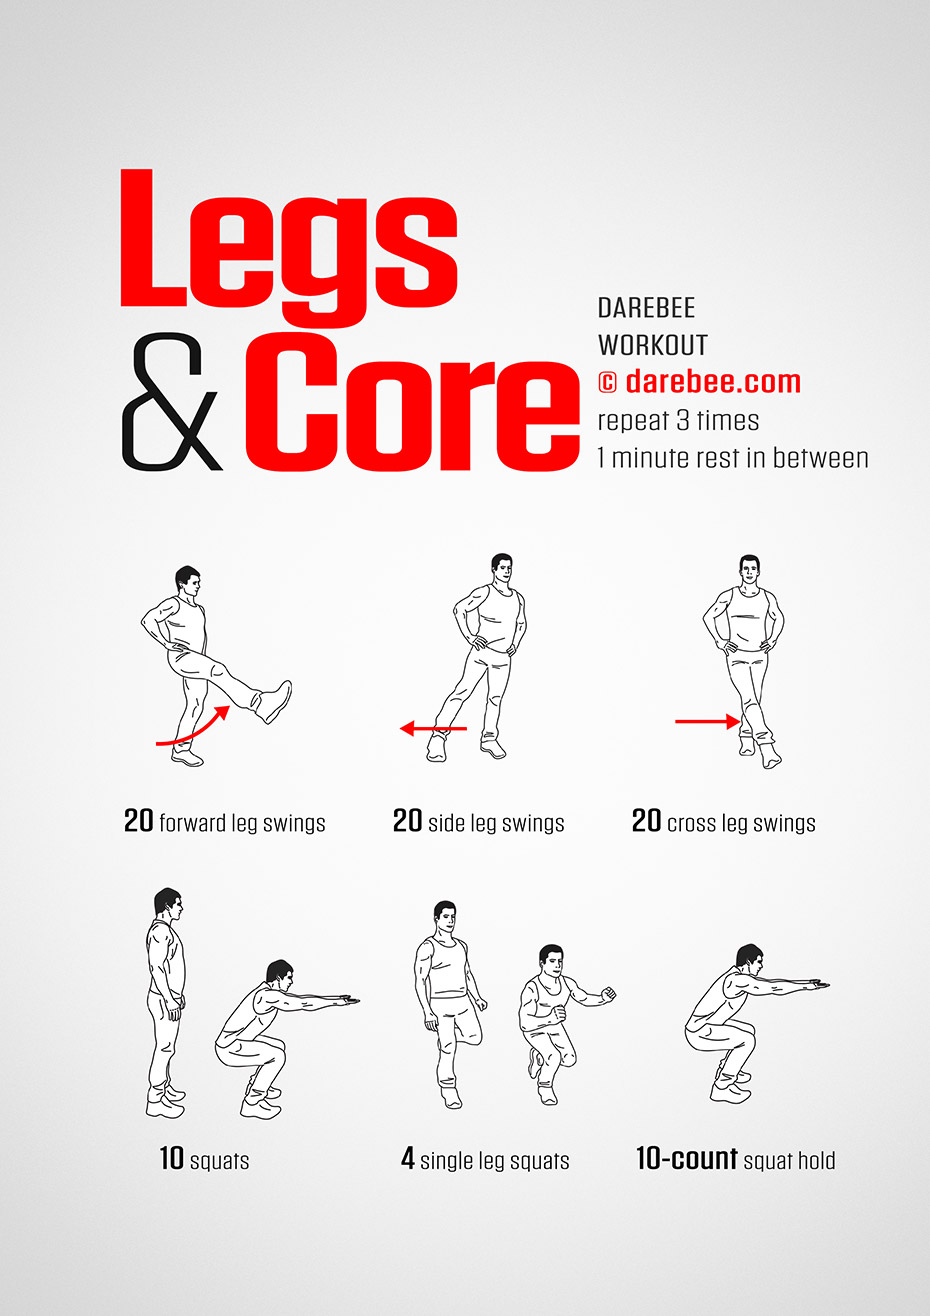 Legs
& Core
DAREBEE
WORKOUT
© darebee.com
repeat 3 times
1 minute rest in between
20 forward leg swings
20 side leg swings
20 cross leg swings
10 squats
4 single leg squats
10-count squat hold